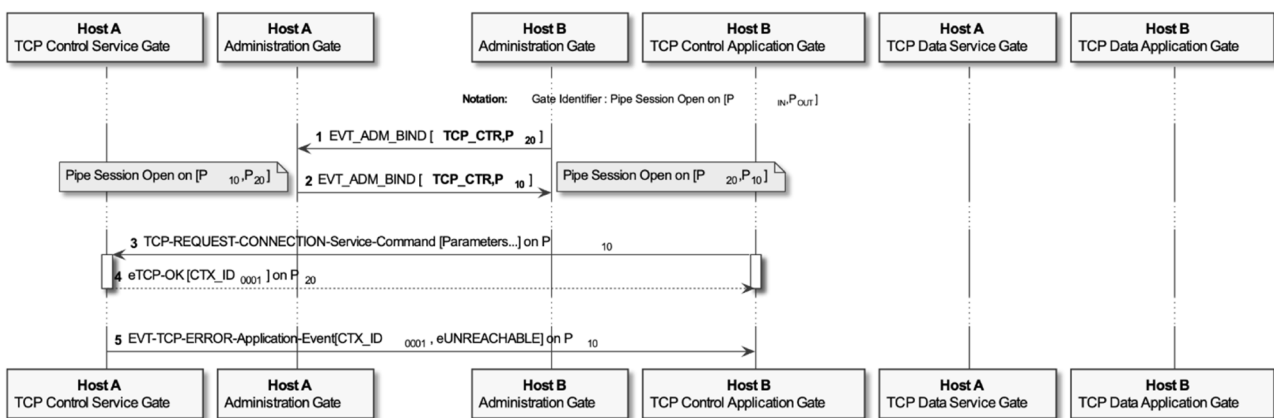 Host A
TCP Control Service Gate
Host A
Administration Gate
Host B
Administration Gate
Host B
TCP Control Application Gate
Host A
TCP Data Service Gate
Host B
TCP Data Application Gate
Notation: Gate Identifier : Pipe Session Open on [P IN,P OUT ]
1 EVT_ADM_BIND [ TCP_CTR,P 20 ]
Pipe Session Open on [P 10 ,P20 ]
2 EVT_ADM_BIND [ TCP_CTR,P 10 ]
Pipe Session Open on [P 20 ,P10 ]
3 TCP-REQUEST-CONNECTION-Service-Command [Parameters...] on P 10
4 eTCP-OK [CTX_ID 0001 ] on P 20
5 EVT-TCP-ERROR-Application-Event[CTX_ID 0001 , eUNREACHABLE] on P 10
Host A
TCP Control Service Gate
Host A
Administration Gate
Host B
Administration Gate
Host B
TCP Control Application Gate
Host A
TCP Data Service Gate
Host B
TCP Data Application Gate